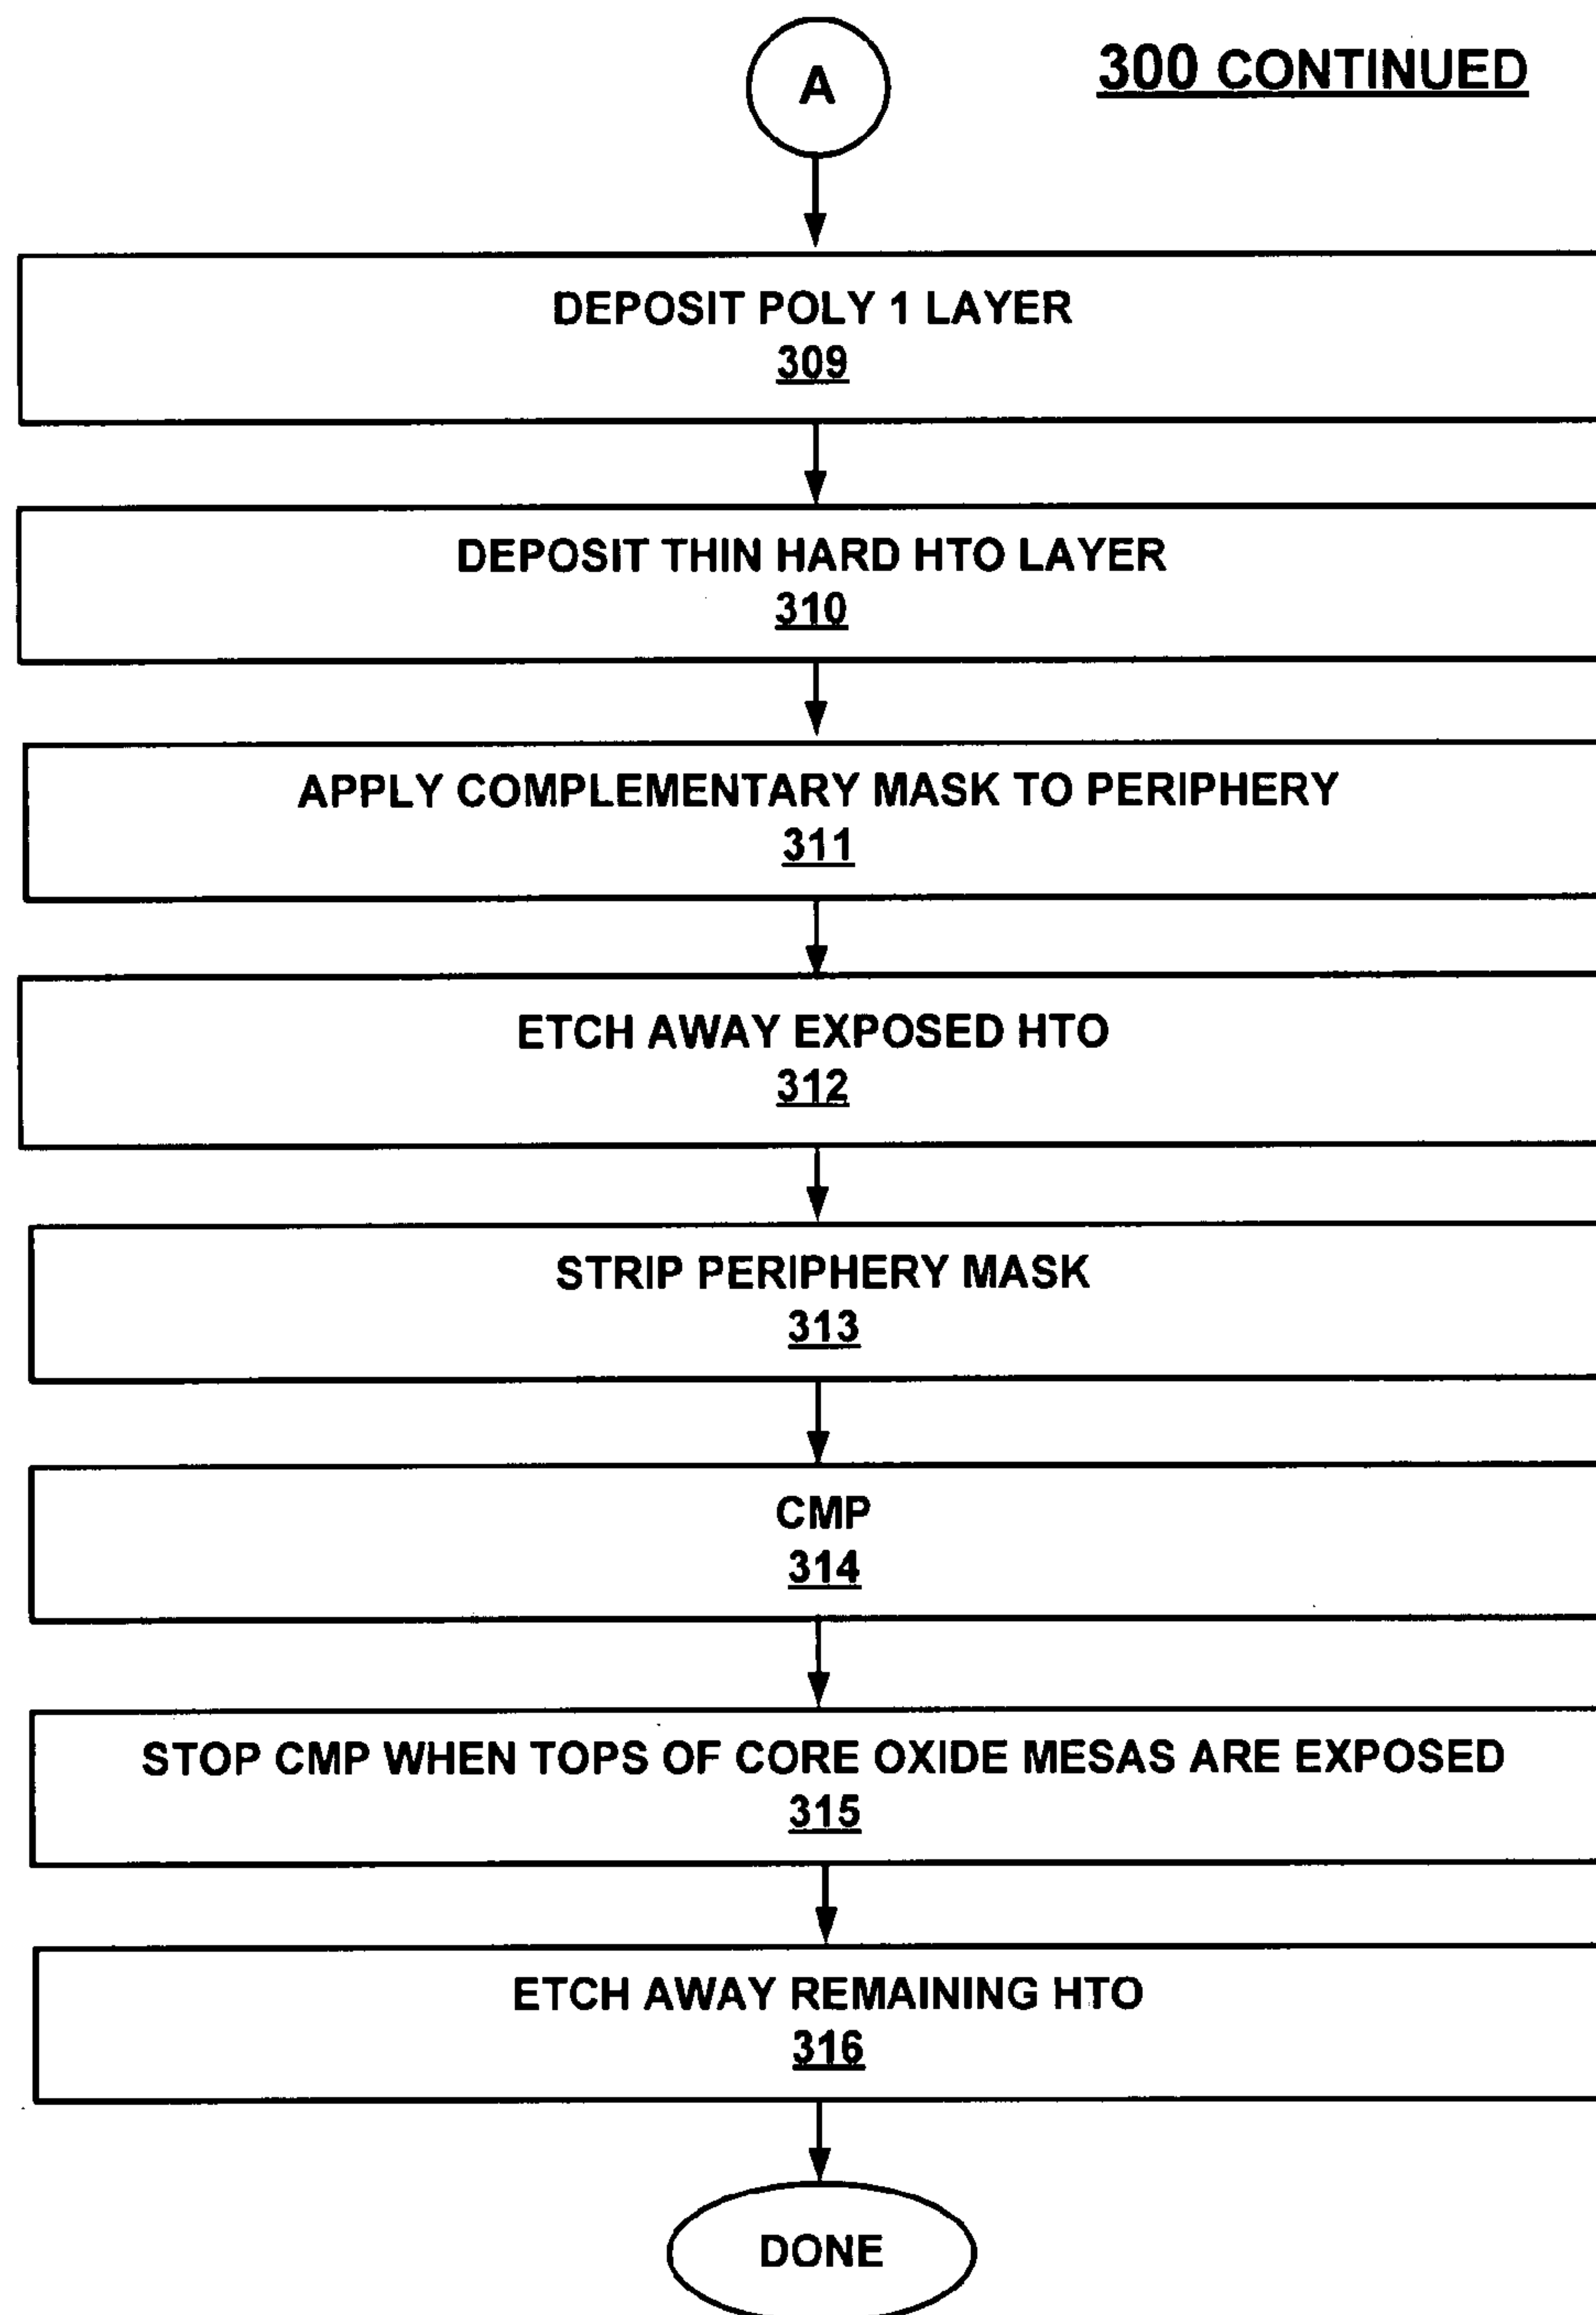 A
300 CONTINUED
DEPOSIT POLY 1 LAYER
309
DEPOSIT THIN HARD HTO LAYER
310
APPLY COMPLEMENTARY MASK TO PERIPHERY
311
ETCH AWAY EXPOSED HTO
312
STRIP PERIPHERY MASK
313
CMP
314
STOP CMP WHEN TOPS OF CORE OXIDE MESAS ARE EXPOSED
315
ETCH AWAY REMAINING HTO
316
DONE